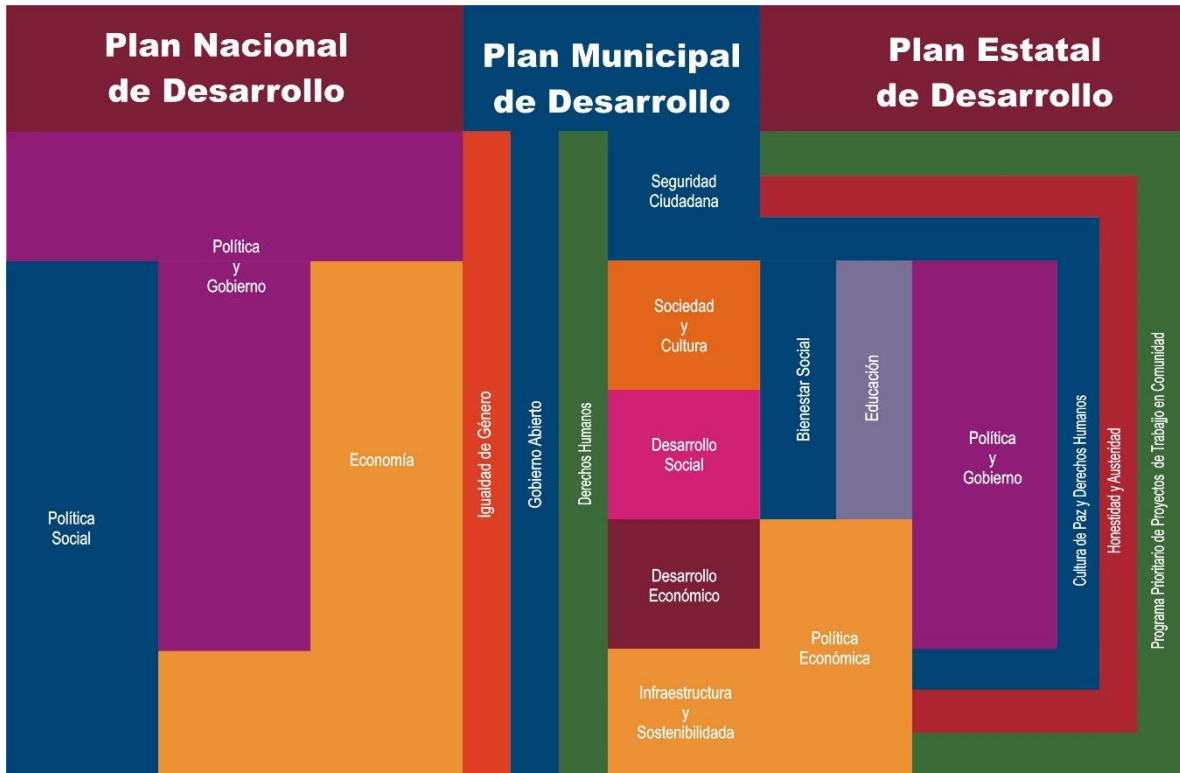 Plan Nacional
de Desarrollo
Plan Municipal
de Desarrollo
Plan Estatal
de Desarrollo
Política
y
Gobierno
Política
Social
Economía
Igualdad de Género
Gobierno Abierto
Derechos Humanos
Seguridad
Ciudadana
Sociedad
y
Cultura
Desarrollo
Social
Desarrollo
Económico
Infraestructura
y
Sostenibilidada
Bienestar Social
Educación
Política
Económica
Política
y
Gobierno
Cultura de Paz y Derechos Humanos
Honestidad y Austeridad
Programa Prioritario de Proyectos de Trabajjo en Comunidad